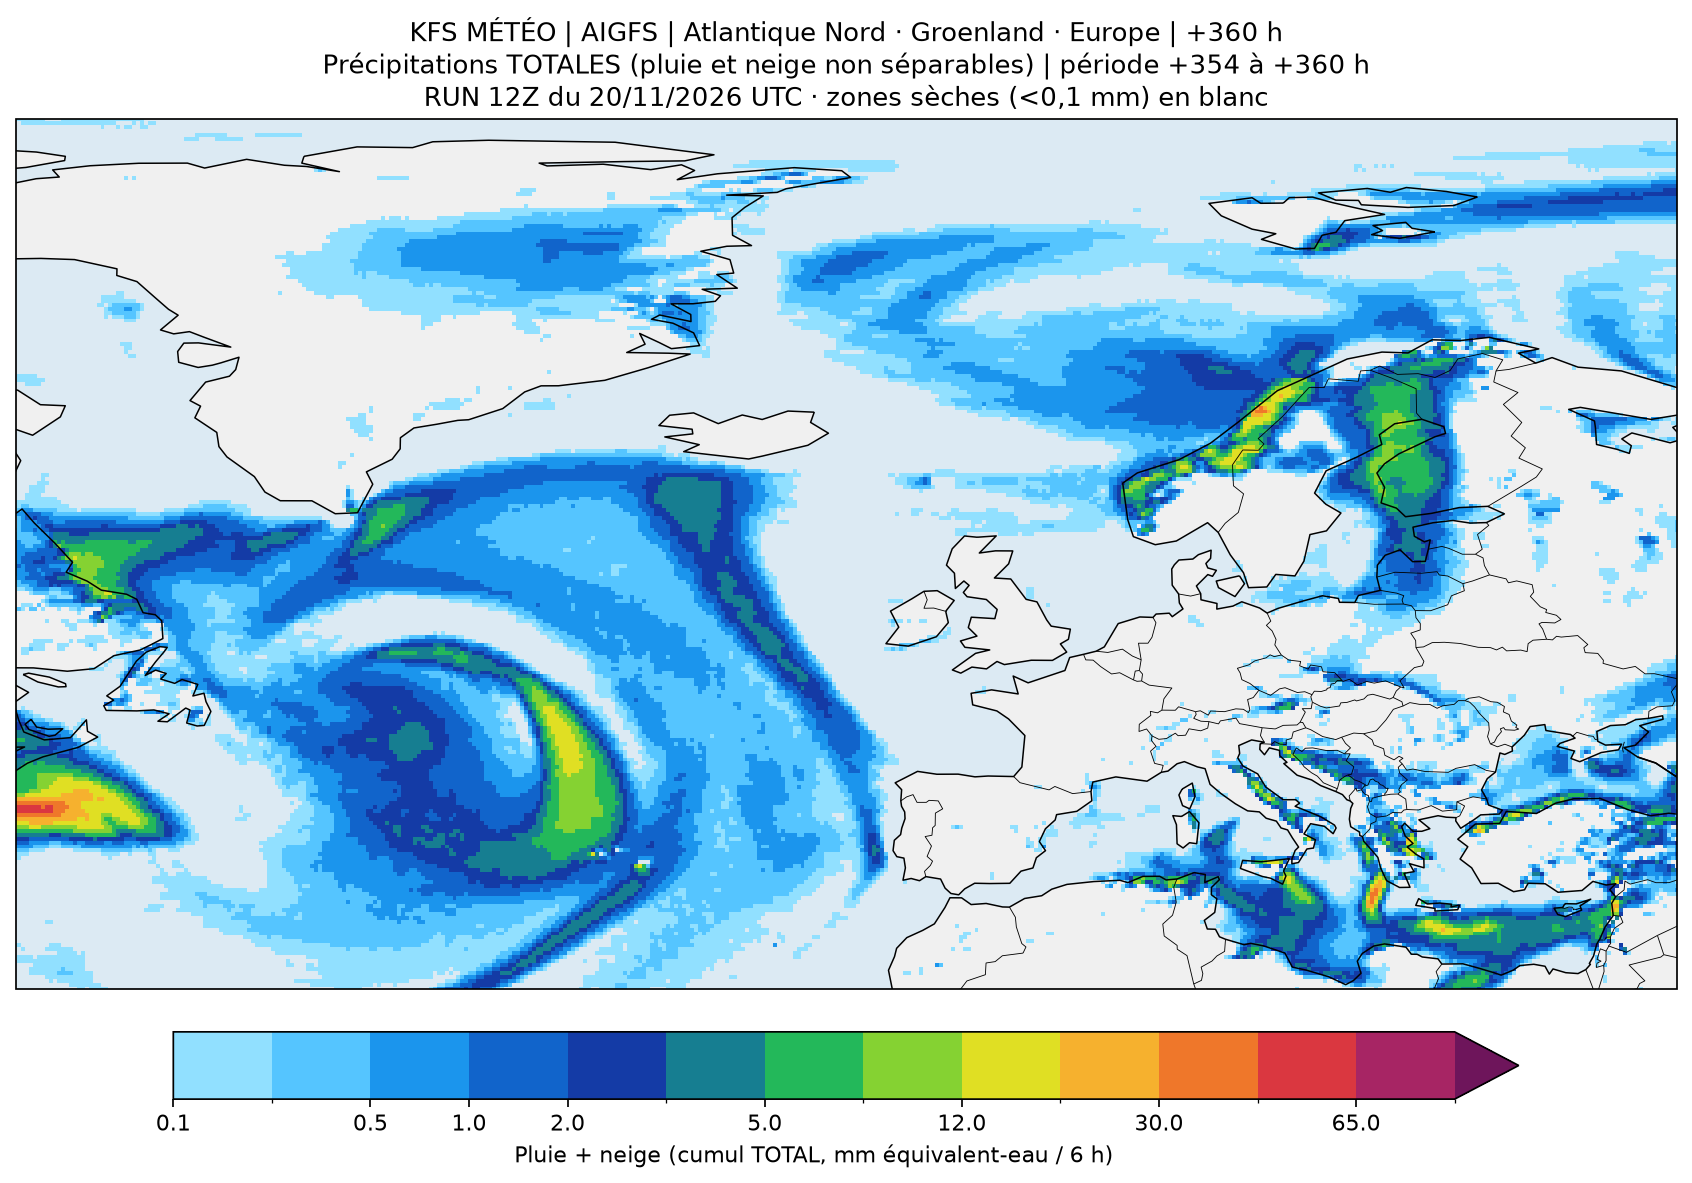 KFS MÉTÉO | AIGFS | Atlantique Nord · Groenland · Europe | +360 h
Précipitations TOTALES (pluie et neige non séparables) | période +354 à +360 h
RUN 12Z du 20/11/2026 UTC · zones sèches (<0,1 mm) en blanc
0.1 0.5 1.0 2.0 5.0 12.0 30.0 65.0
Pluie + neige (cumul TOTAL, mm équivalent-eau / 6 h)